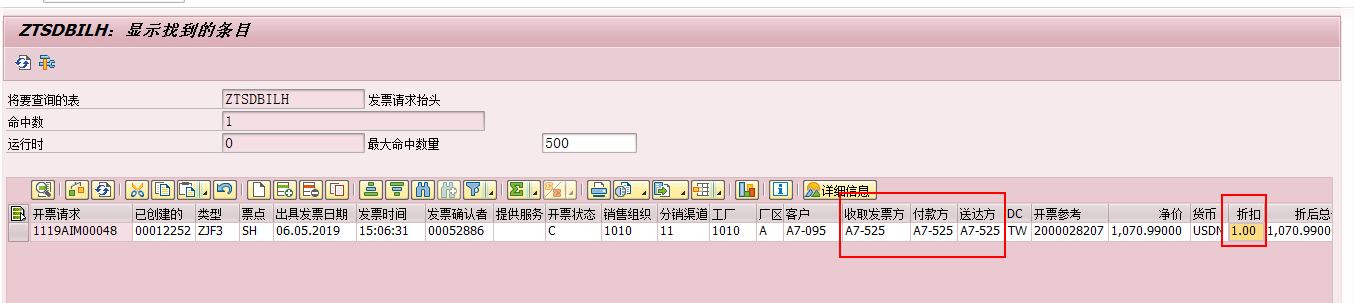 ZTSDBILH：显示找到的条目
将要查询的表 ZTSDBILH 发票请求抬头
命中数 1
运行时 0 最大命中数量 500
详细信息
开票请求 已创建的 类型 票点 出具发票日期 发票时间 发票确认者 提供服务 开票状态 销售组织 分销渠道 工厂 厂区 客户 收取发票方 付款方 送达方 DC 开票参考 净价 货币 折扣 折后总
1119AIM00048 00012252 ZJF3 SH 06.05.2019 15:06:31 00052886 C 1010 11 1010 A A7-095 A7-525 A7-525 A7-525 TW 2000028207 1,070.99000 USDN 1.00 1,070.99000